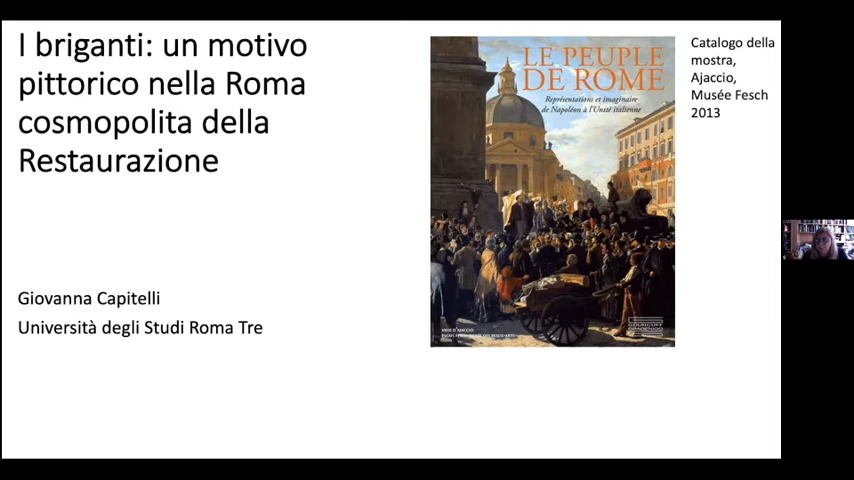 I briganti: un motivo
pittorico nella Roma
cosmopolita della
Restaurazione
Giovanna Capitelli
Università degli Studi Roma Tre
LE PEUPLE
DE ROME
Représentations et imaginaire
de Napoléon à l'Unité italienne
Catalogo della
mostra,
Ajaccio,
Musée Fesch
2013